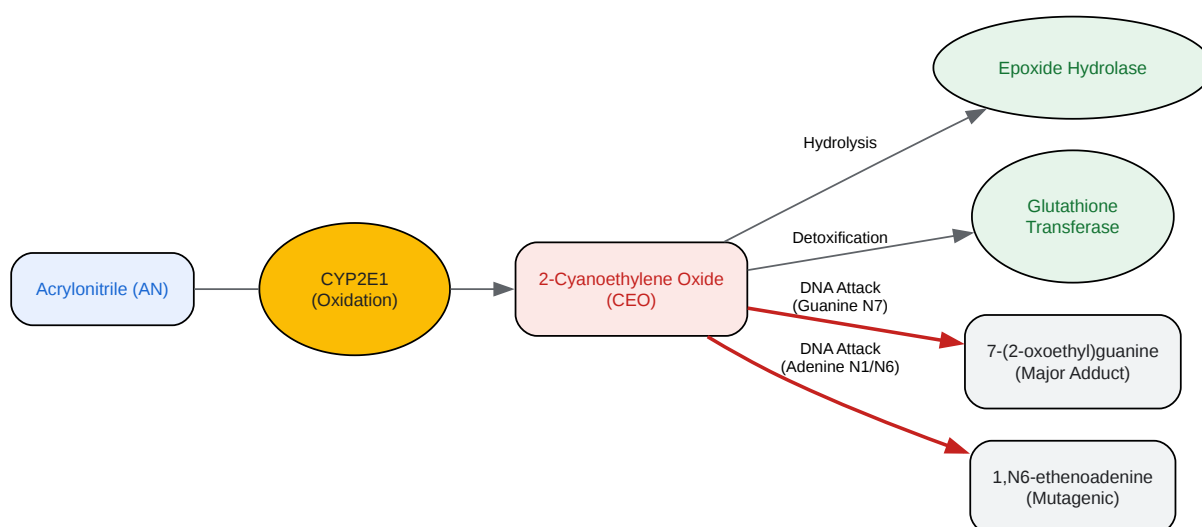 Acrylonitrile (AN)
CYP2E1
(Oxidation)
2-Cyanoethylene Oxide
(CEO)
Hydrolysis
Epoxide Hydrolase
Detoxification
Glutathione
Transferase
DNA Attack
(Guanine N7)
7-(2-oxoethyl)guanine
(Major Adduct)
DNA Attack
(Adenine N1/N6)
1,N6-ethenoadenine
(Mutagenic)